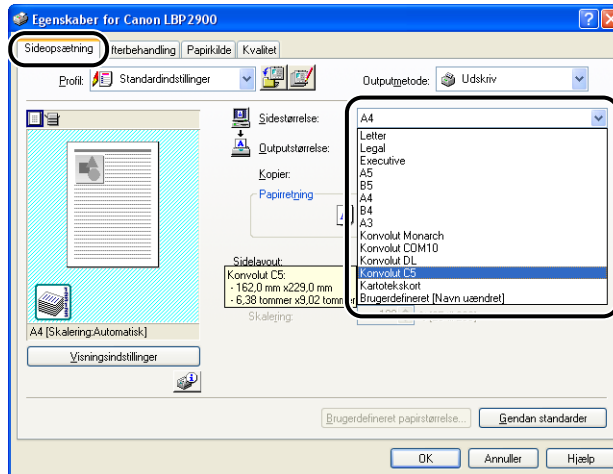 Egenskaber for Canon LBP2900
Sideopsætning Efterbehandling Papirkilde Kvalitet
Profil: Standardindstillinger Outputmetode: Udskriv
Sidestørrelse: A4
Outputstørrelse:
Kopier:
Papirretning
Letter
Legal
Executive
A5
B5
A4
B4
A3
Konvolut Monarch
Konvolut COM10
Konvolut DL
Konvolut C5
Kartotekskort
Brugerdefineret [Navn uændret]
Sidelayout:
Konvolut C5:
- 162,0 mm x229,0 mm
- 6,38 tommer x9,02 tommer
Skalering:
A4 [Skalering:Automatisk]
Visningsindstillinger
Brugerdefineret papirstørrelse... Gendan standarder
OK Annuller Hjælp